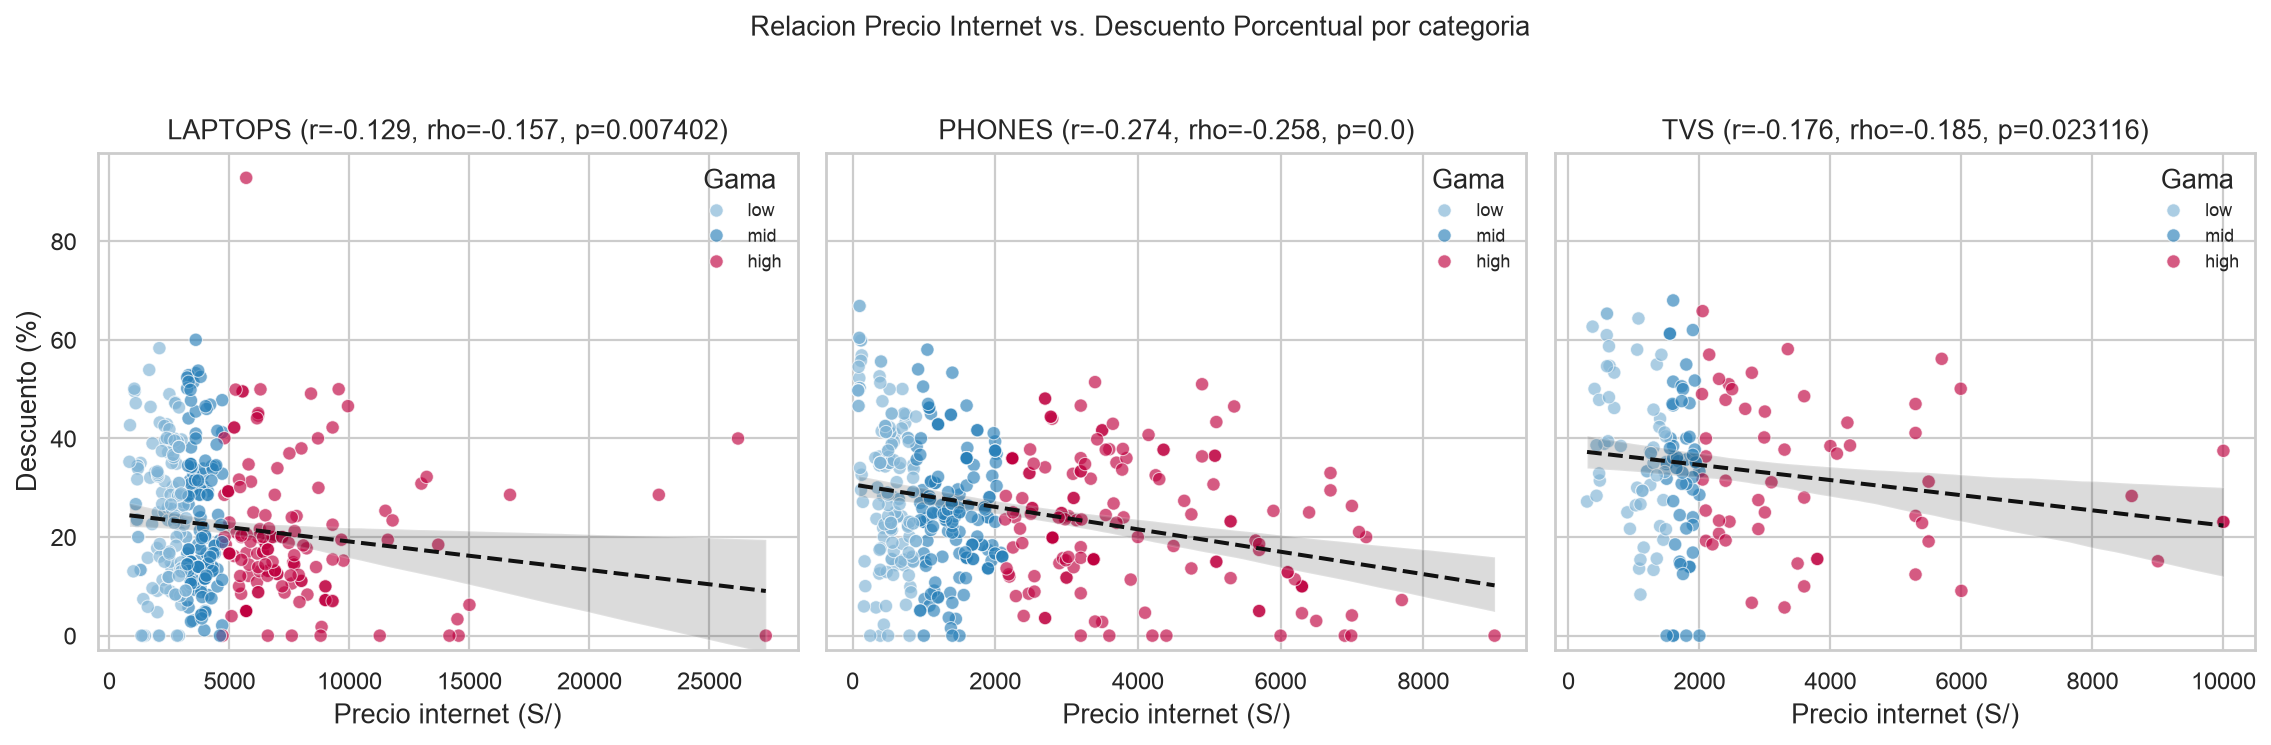 Relacion Precio Internet vs. Descuento Porcentual por categoria
LAPTOPS (r=-0.129, rho=-0.157, p=0.007402)
Gama
low
mid
high
Descuento (%)
80
60
40
20
0
0 5000 10000 15000 20000 25000
Precio internet (S/)
PHONES (r=-0.274, rho=-0.258, p=0.0)
Gama
low
mid
high
0 2000 4000 6000 8000
Precio internet (S/)
TVS (r=-0.176, rho=-0.185, p=0.023116)
Gama
low
mid
high
0 2000 4000 6000 8000 10000
Precio internet (S/)